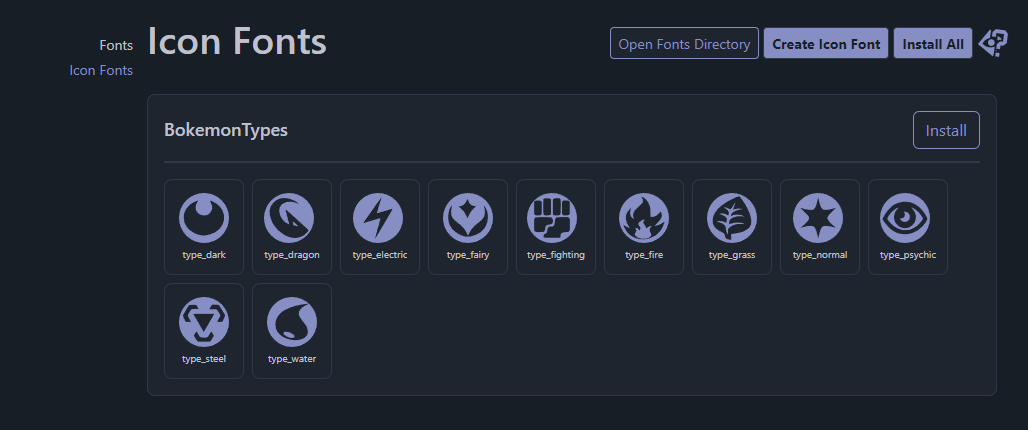 Fonts
Icon Fonts
Icon Fonts
Open Fonts Directory
Create Icon Font
Install All
BokemonTypes
Install
type_dark
type_dragon
type_electric
type_fairy
type_fighting
type_fire
type_grass
type_normal
type_psychic
type_steel
type_water